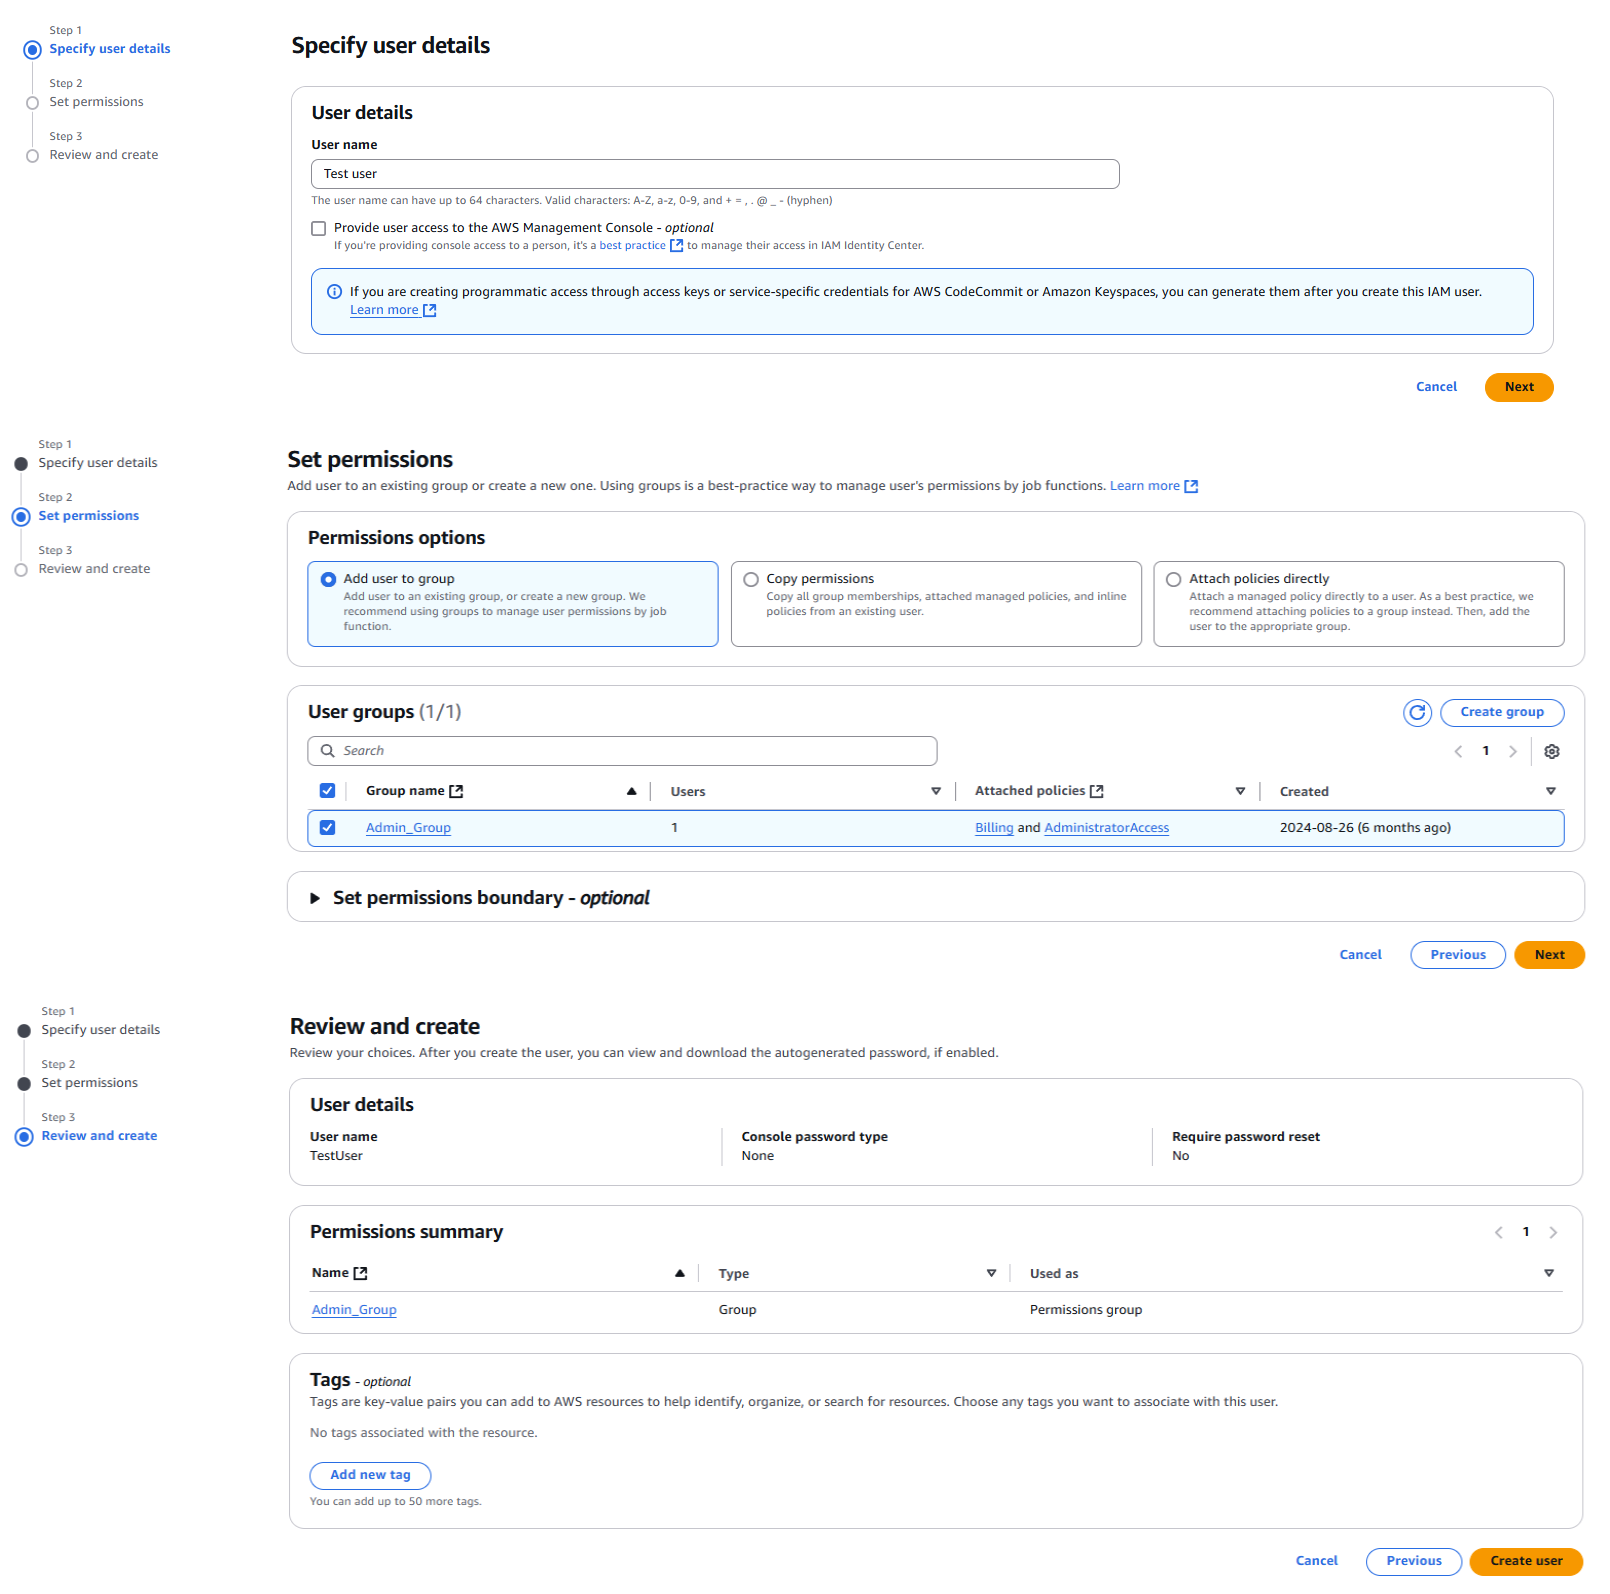 Step 1
Specify user details
Step 2
Set permissions
Step 3
Review and create
Specify user details
User details
User name
Test user
The user name can have up to 64 characters. Valid characters: A-Z, a-z, 0-9, and + = , . @ _ - (hyphen)
Provide user access to the AWS Management Console - optional
If you're providing console access to a person, it's a best practice to manage their access in IAM Identity Center.
If you are creating programmatic access through access keys or service-specific credentials for AWS CodeCommit or Amazon Keyspaces, you can generate them after you create this IAM user.
Learn more
Cancel Next
Step 1
Specify user details
Step 2
Set permissions
Step 3
Review and create
Set permissions
Add user to an existing group or create a new one. Using groups is a best-practice way to manage user's permissions by job functions. Learn more
Permissions options
Add user to group
Add user to an existing group, or create a new group. We
recommend using groups to manage user permissions by job
function.
Copy permissions
Copy all group memberships, attached managed policies, and inline
policies from an existing user.
Attach policies directly
Attach a managed policy directly to a user. As a best practice, we
recommend attaching policies to a group instead. Then, add the
user to the appropriate group.
User groups (1/1)
Create group
Search
1
Group name Users Attached policies Created
Admin_Group 1 Billing and AdministratorAccess 2024-08-26 (6 months ago)
Set permissions boundary - optional
Cancel Previous Next
Step 1
Specify user details
Step 2
Set permissions
Step 3
Review and create
Review and create
Review your choices. After you create the user, you can view and download the autogenerated password, if enabled.
User details
User name
TestUser
Console password type
None
Require password reset
No
Permissions summary
1
Name Type Used as
Admin_Group Group Permissions group
Tags - optional
Tags are key-value pairs you can add to AWS resources to help identify, organize, or search for resources. Choose any tags you want to associate with this user.
No tags associated with the resource.
Add new tag
You can add up to 50 more tags.
Cancel Previous Create user